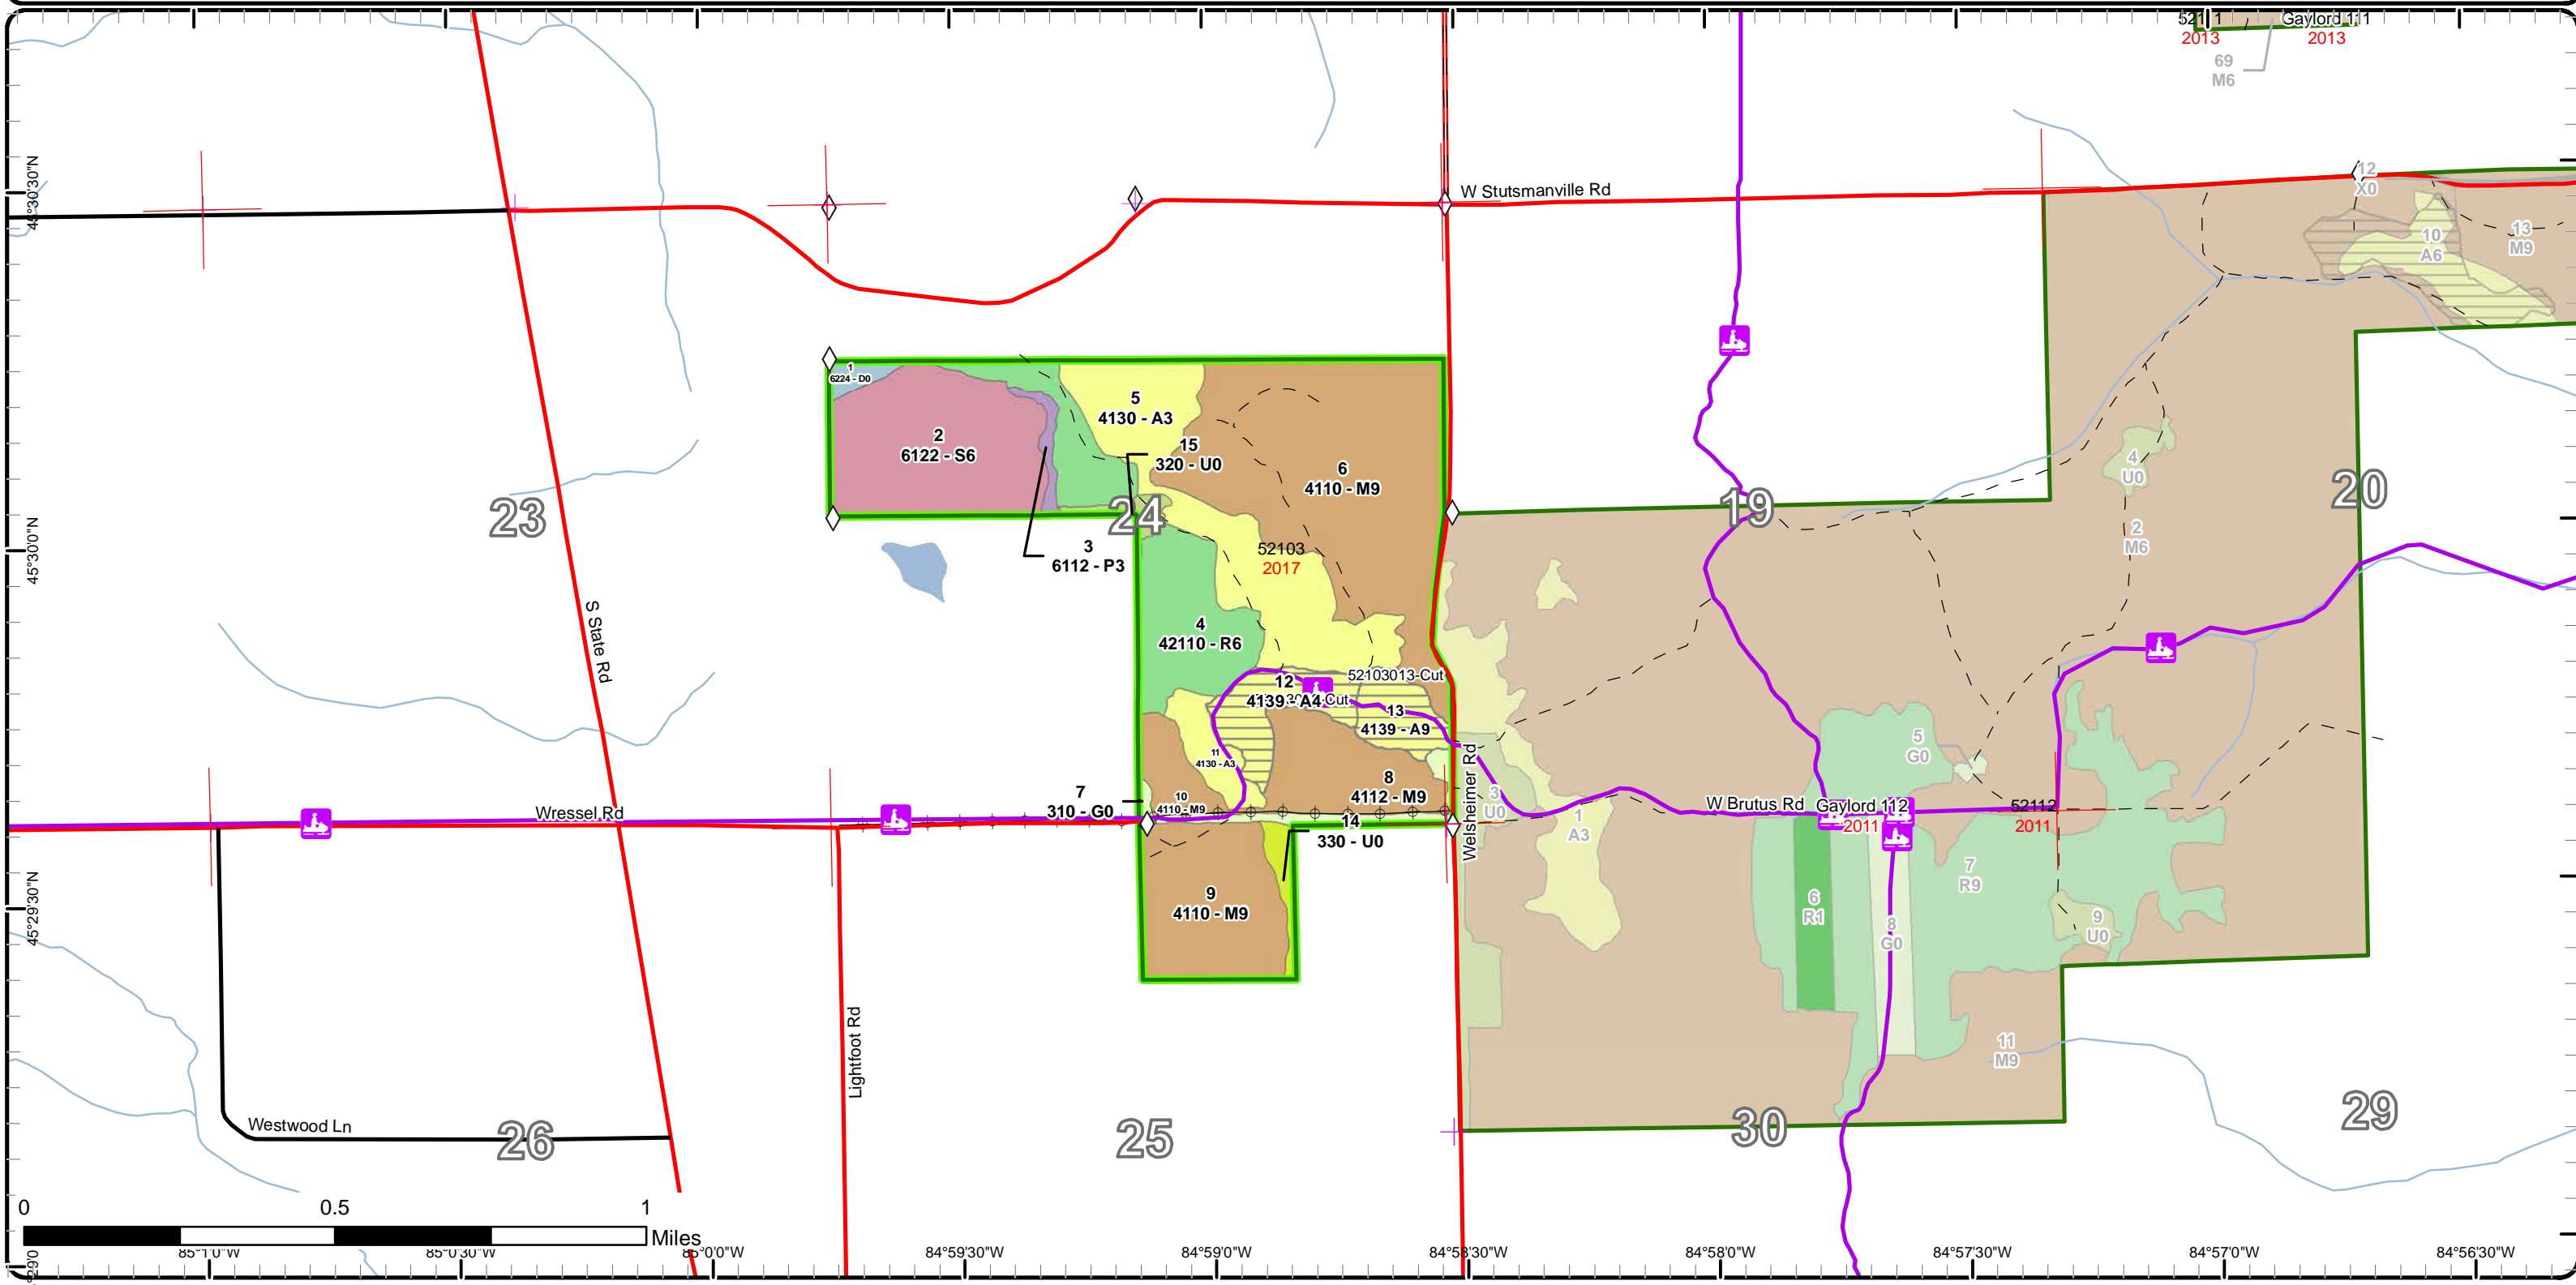 52111
Gaylord 111
2013
2013
69
M6
W Stutsmanville Rd
12
X0
13
M9
10
A6
45°30'30"N
1
6224 - D0
5
4130 - A3
2
6122 - S6
15
320 - U0
6
4110 - M9
4
U0
23
24
19
20
2
M6
3
6112 - P3
52103
2017
45°30'0"N
S State Rd
4
42110 - R6
52103013-Cut
12
4139 - A4
-Cut
13
4139 - A9
11
4130 - A3
5
G0
8
4112 - M9
Welsheimer Rd
7
310 - G0
10
4110 - M9
3
U0
Wressel Rd
W Brutus Rd
Gaylord 112
2011
52112
2011
14
330 - U0
1
A3
7
R9
6
R1
9
4110 - M9
8
G0
9
U0
45°29'30"N
Lightfoot Rd
11
M9
Westwood Ln
26
25
30
29
0
0.5
1
Miles
85°1'0"W
85°0'30"W
85°0'0"W
84°59'30"W
84°59'0"W
84°58'30"W
84°58'0"W
84°57'30"W
84°57'0"W
84°56'30"W